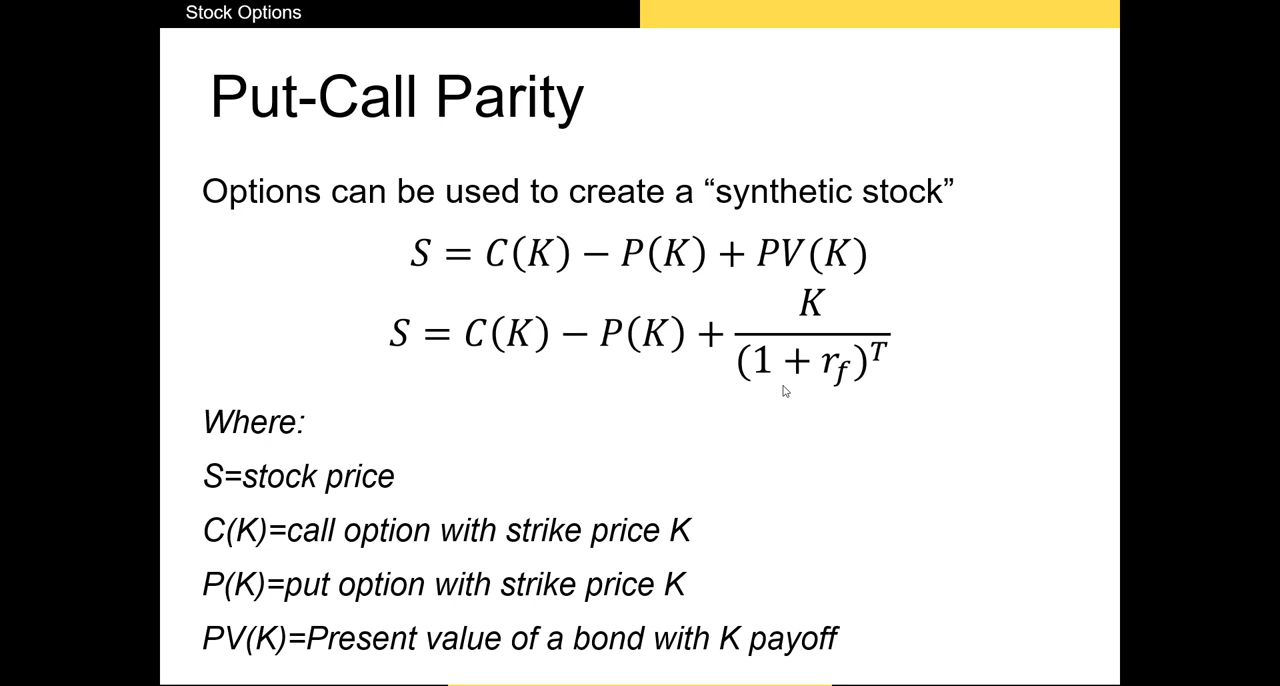 Stock Options
Put-Call Parity
Options can be used to create a “synthetic stock”
S = C(K) − P(K) + PV(K)
S = C(K) − P(K) + K / (1 + r_f)^T
Where:
S=stock price
C(K)=call option with strike price K
P(K)=put option with strike price K
PV(K)=Present value of a bond with K payoff